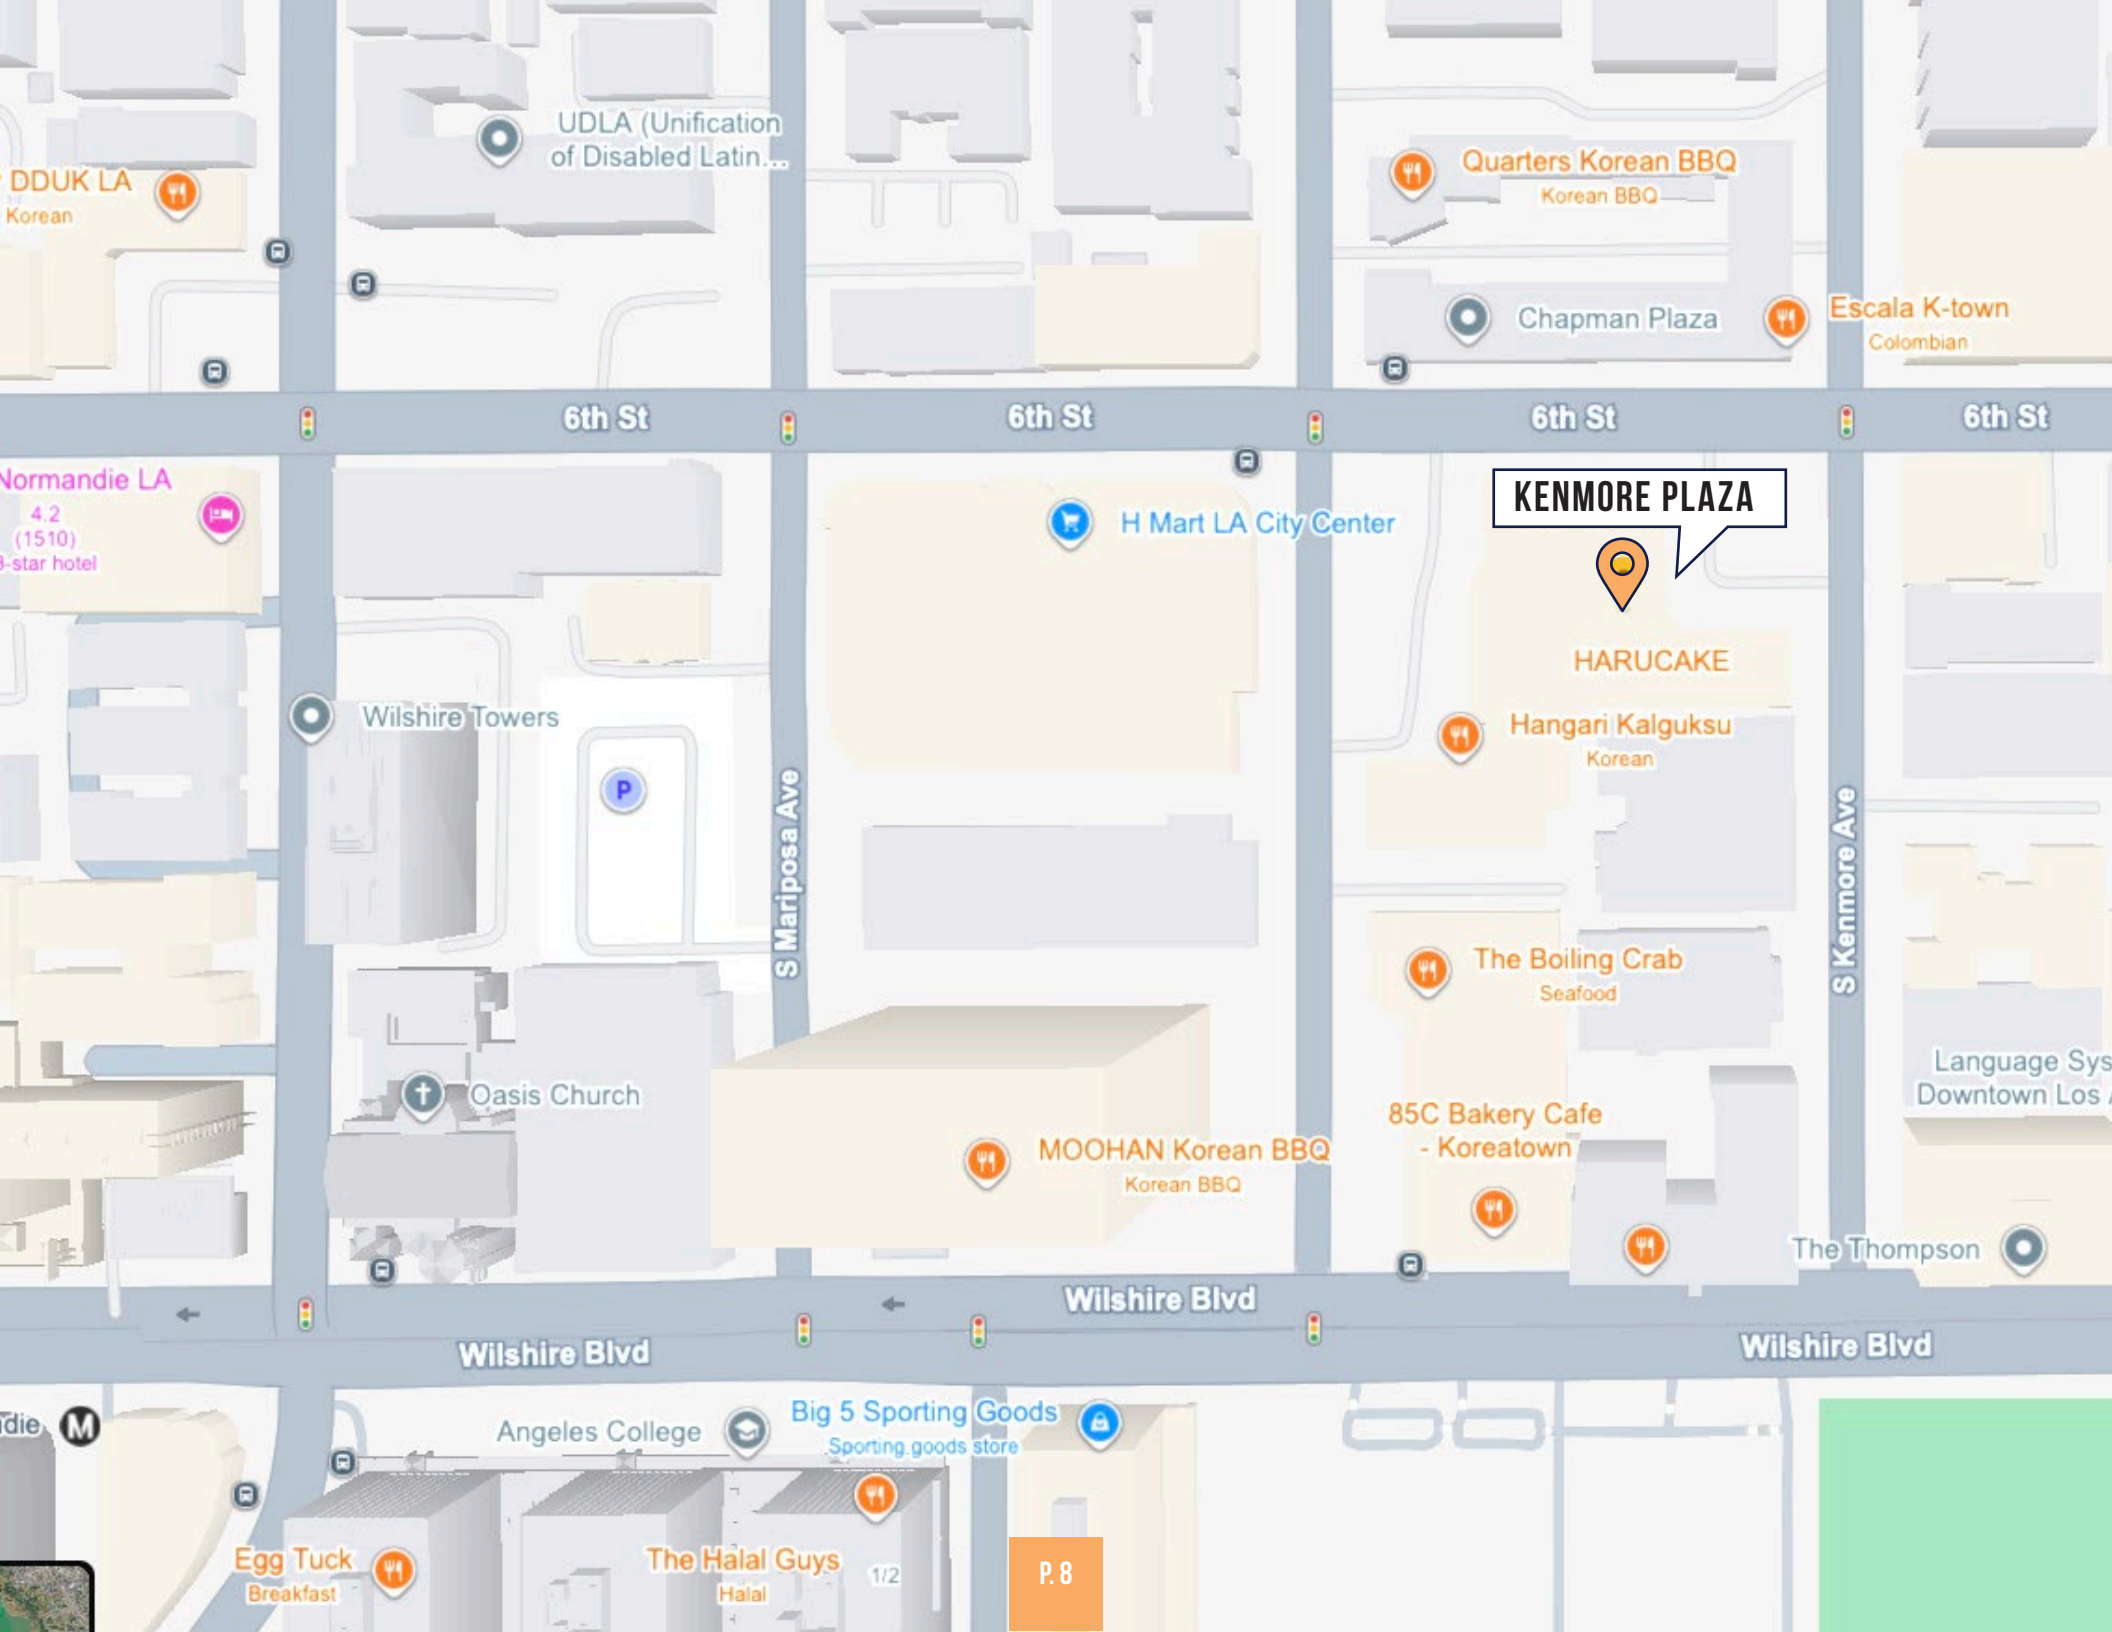 UDLA (Unification
of Disabled Latin...
Quarters Korean BBQ
Korean BBQ
DDUK LA
Korean
Chapman Plaza
Escala K-town
Colombian
6th St
6th St
6th St
6th St
Normandie LA
4.2
(1510)
3-star hotel
H Mart LA City Center
KENMORE PLAZA
HARUCAKE
Wilshire Towers
Hangari Kalguksu
Korean
P
S Mariposa Ave
S Kenmore Ave
The Boiling Crab
Seafood
Language Sys
Downtown Los
Oasis Church
85C Bakery Cafe
- Koreatown
MOOHAN Korean BBQ
Korean BBQ
The Thompson
Wilshire Blvd
Wilshire Blvd
Wilshire Blvd
die
M
Angeles College
Big 5 Sporting Goods
Sporting goods store
Egg Tuck
Breakfast
The Halal Guys
Halal
1/2
P. 8